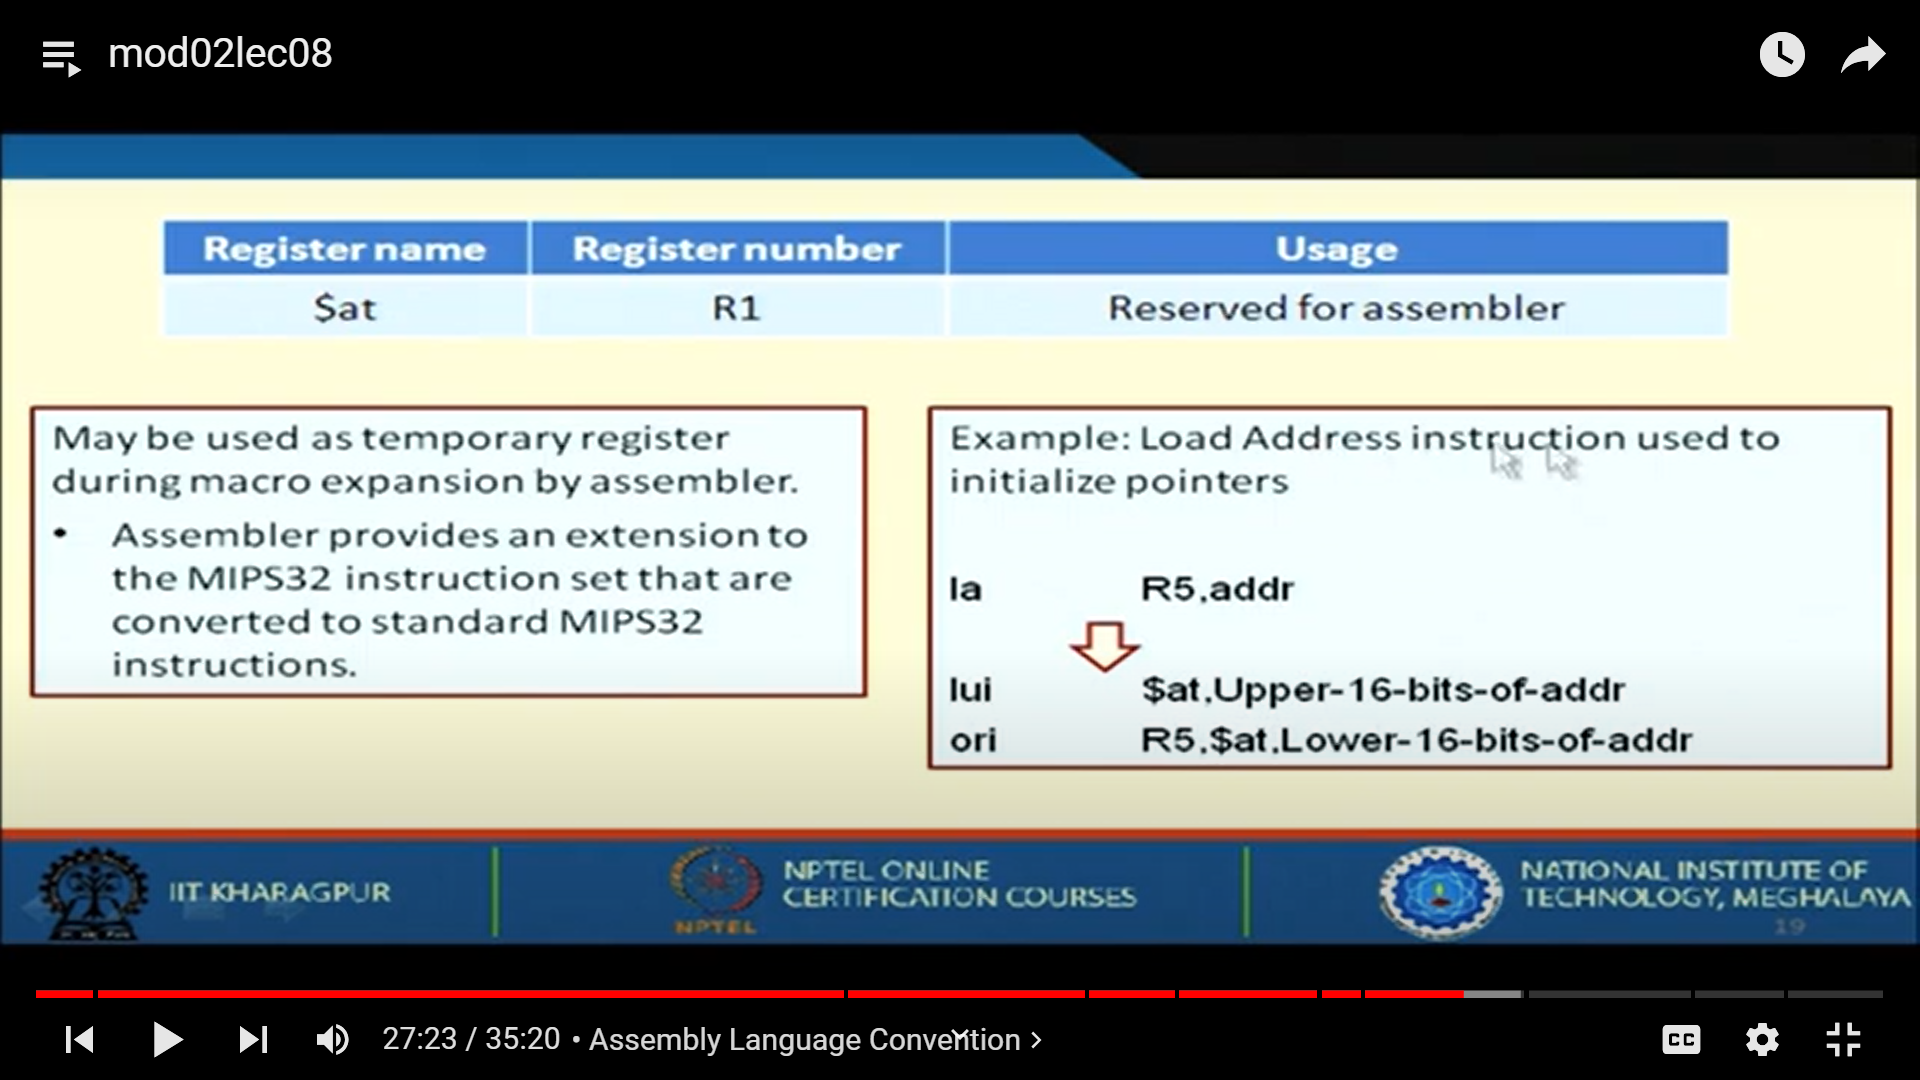 mod02lec08
Register name Register number Usage
$at R1 Reserved for assembler
May be used as temporary register
during macro expansion by assembler.
• Assembler provides an extension to
the MIPS32 instruction set that are
converted to standard MIPS32
instructions.
Example: Load Address instruction used to
initialize pointers
la R5,addr
lui $at,Upper-16-bits-of-addr
ori R5,$at,Lower-16-bits-of-addr
IIT KHARAGPUR
NPTEL
NPTEL ONLINE
CERTIFICATION COURSES
NATIONAL INSTITUTE OF
TECHNOLOGY, MEGHALAYA
19
27:23 / 35:20 • Assembly Language Convention >
CC